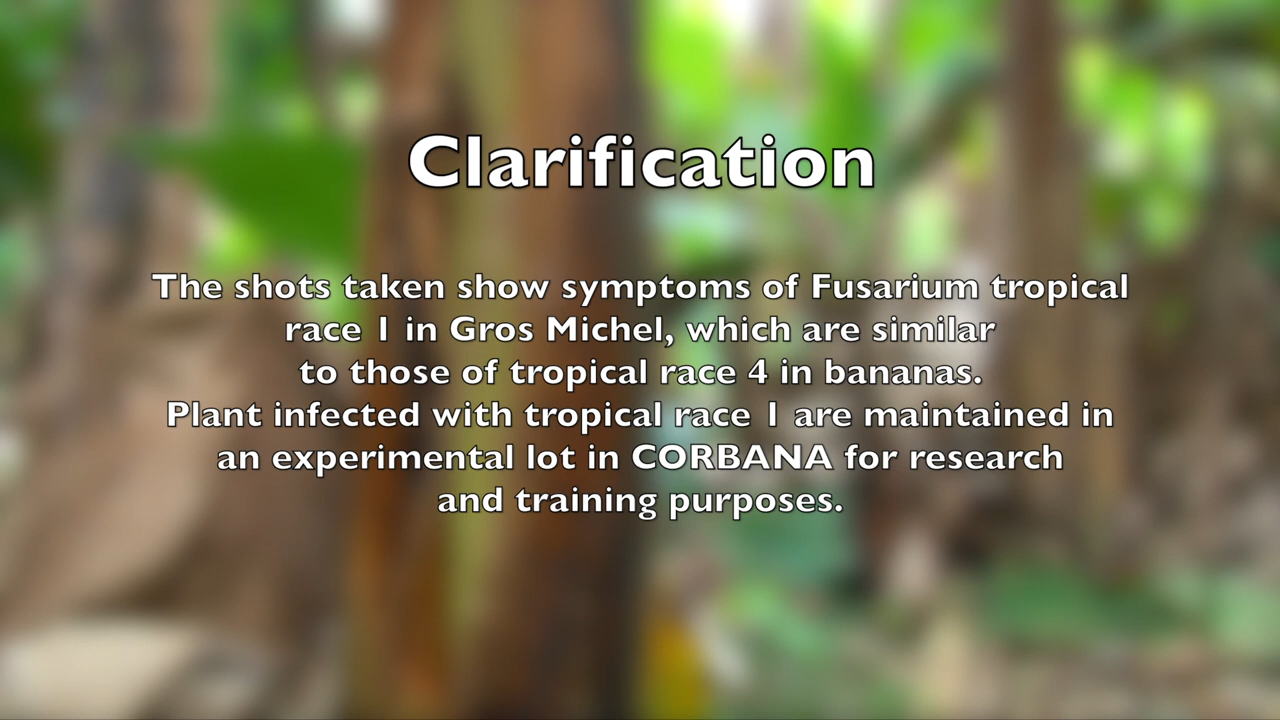 Clarification
The shots taken show symptoms of Fusarium tropical
race 1 in Gros Michel, which are similar
to those of tropical race 4 in bananas.
Plant infected with tropical race 1 are maintained in
an experimental lot in CORBANA for research
and training purposes.